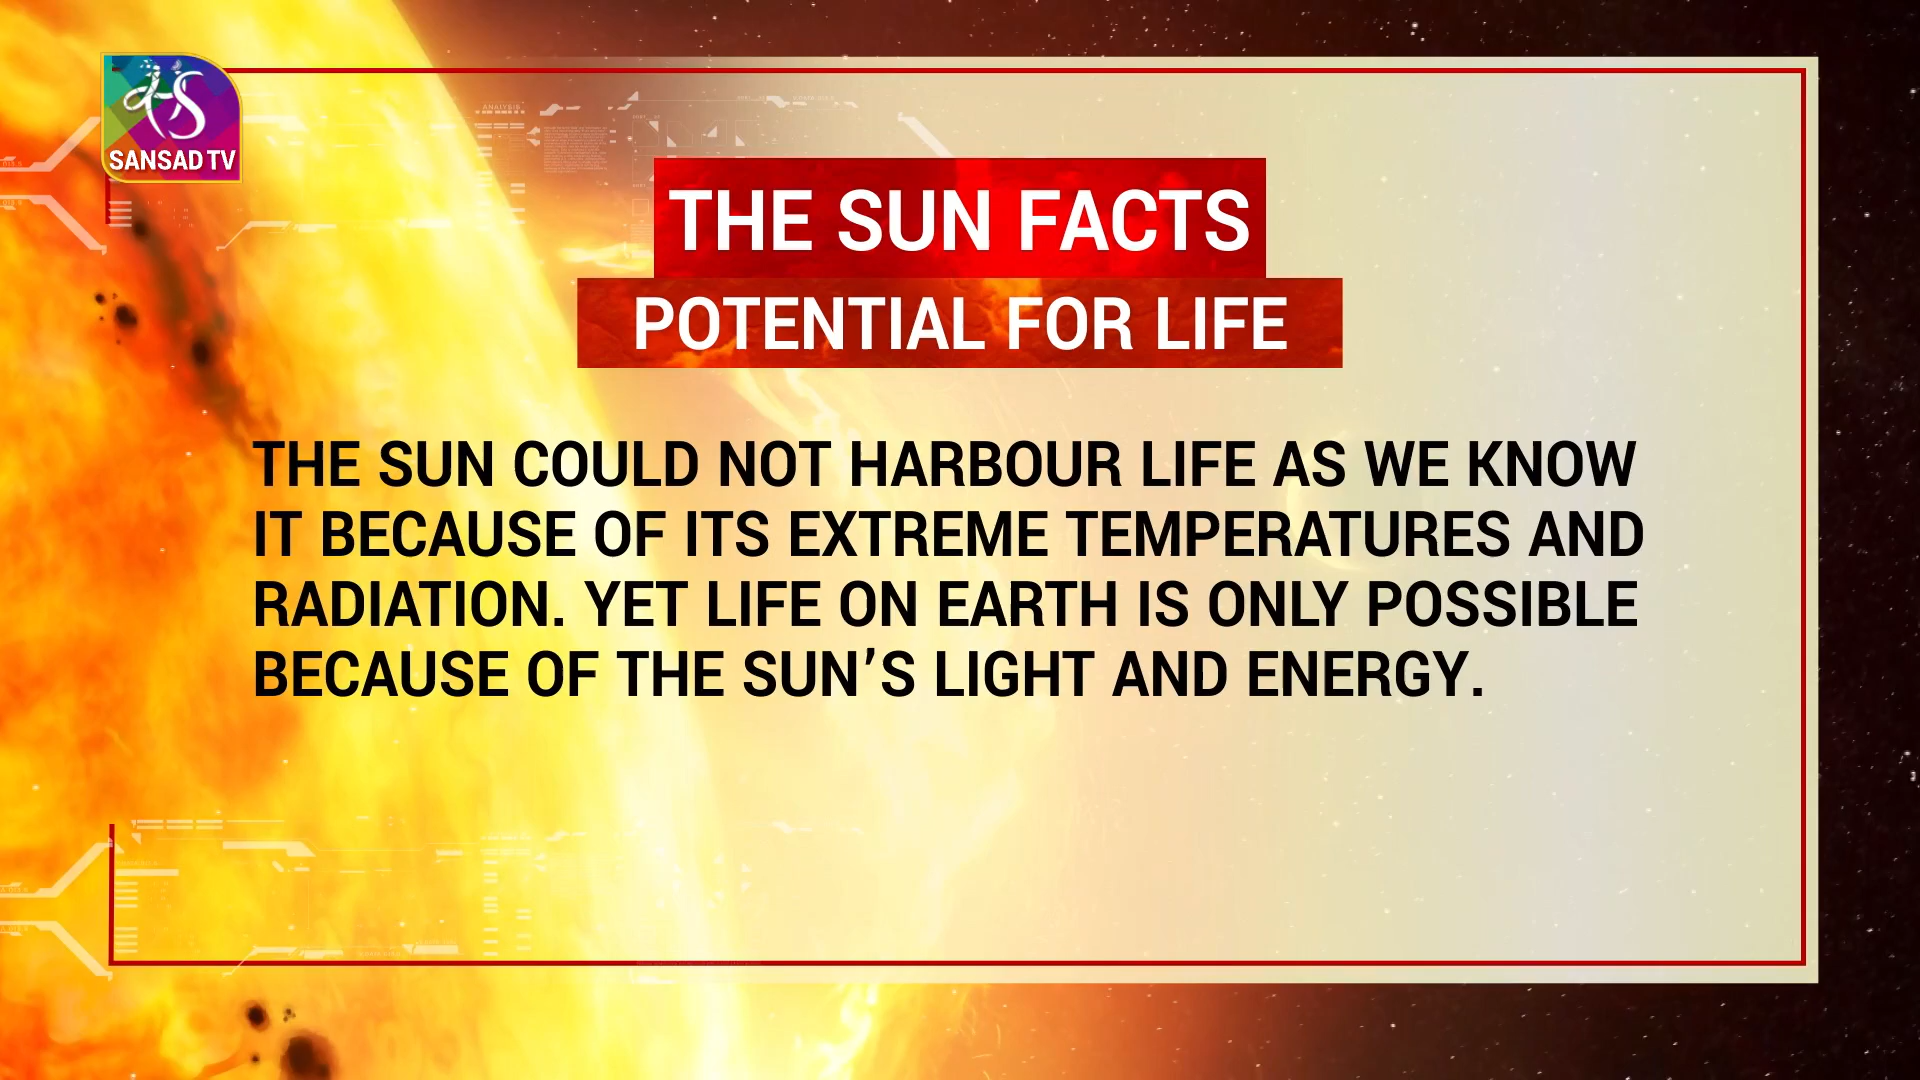 SANSAD TV
THE SUN FACTS
POTENTIAL FOR LIFE
THE SUN COULD NOT HARBOUR LIFE AS WE KNOW
IT BECAUSE OF ITS EXTREME TEMPERATURES AND
RADIATION. YET LIFE ON EARTH IS ONLY POSSIBLE
BECAUSE OF THE SUN’S LIGHT AND ENERGY.